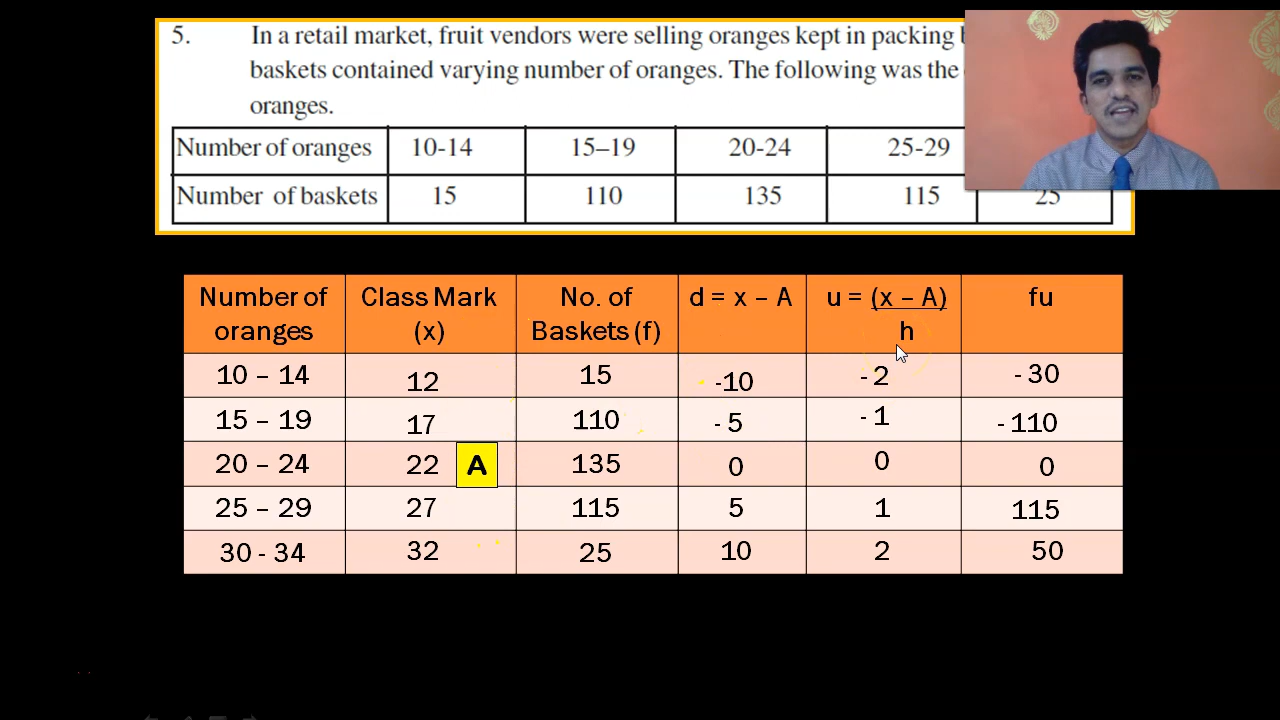 5. In a retail market, fruit vendors were selling oranges kept in packing
baskets contained varying number of oranges. The following was the
oranges.
Number of oranges 10-14 15–19 20-24 25-29
Number of baskets 15 110 135 115 25
Number of oranges Class Mark (x) No. of Baskets (f) d = x – A u = (x – A) h fu
10 – 14 12 15 -10 - 2 - 30
15 – 19 17 110 - 5 - 1 - 110
20 – 24 22 A 135 0 0 0
25 – 29 27 115 5 1 115
30 - 34 32 25 10 2 50